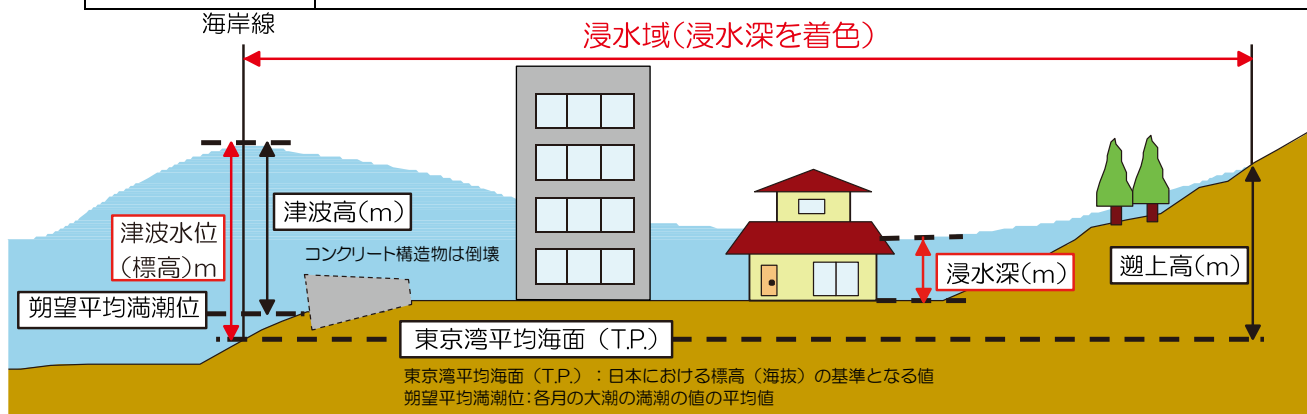 海岸線
浸水域(浸水深を着色)
津波高(m)
津波水位
(標高)m
コンクリート構造物は倒壊
浸水深(m)
遡上高(m)
朔望平均満潮位
東京湾平均海面（T.P.）
東京湾平均海面（T.P.）：日本における標高（海抜）の基準となる値
朔望平均満潮位:各月の大潮の満潮の値の平均値